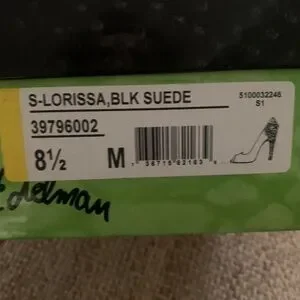 S-LORISSA,BLK SUEDE
5100032246
S1
39796002
8½ M
Edelman